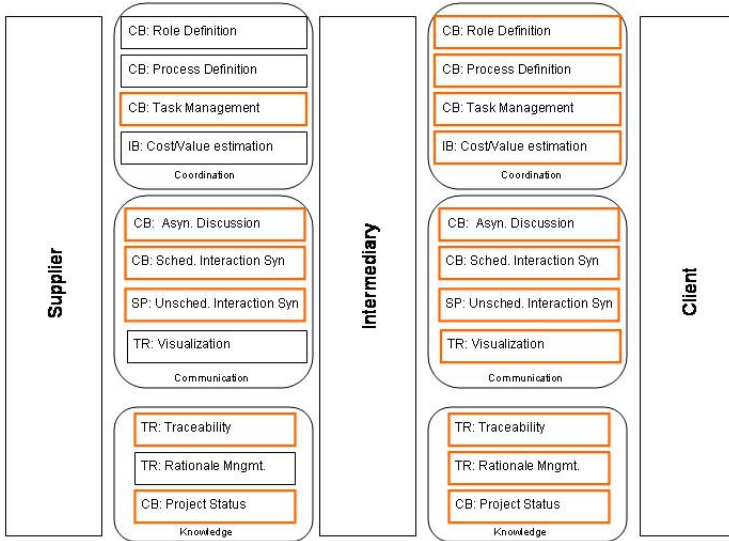 Supplier
CB: Role Definition
CB: Process Definition
CB: Task Management
IB: Cost/Value estimation
Coordination
CB: Asyn. Discussion
CB: Sched. Interaction Syn
SP: Unsched. Interaction Syn
TR: Visualization
Communication
TR: Traceability
TR: Rationale Mngmt.
CB: Project Status
Knowledge
Intermediary
CB: Role Definition
CB: Process Definition
CB: Task Management
IB: Cost/Value estimation
Coordination
CB: Asyn. Discussion
CB: Sched. Interaction Syn
SP: Unsched. Interaction Syn
TR: Visualization
Communication
TR: Traceability
TR: Rationale Mngmt.
CB: Project Status
Knowledge
Client